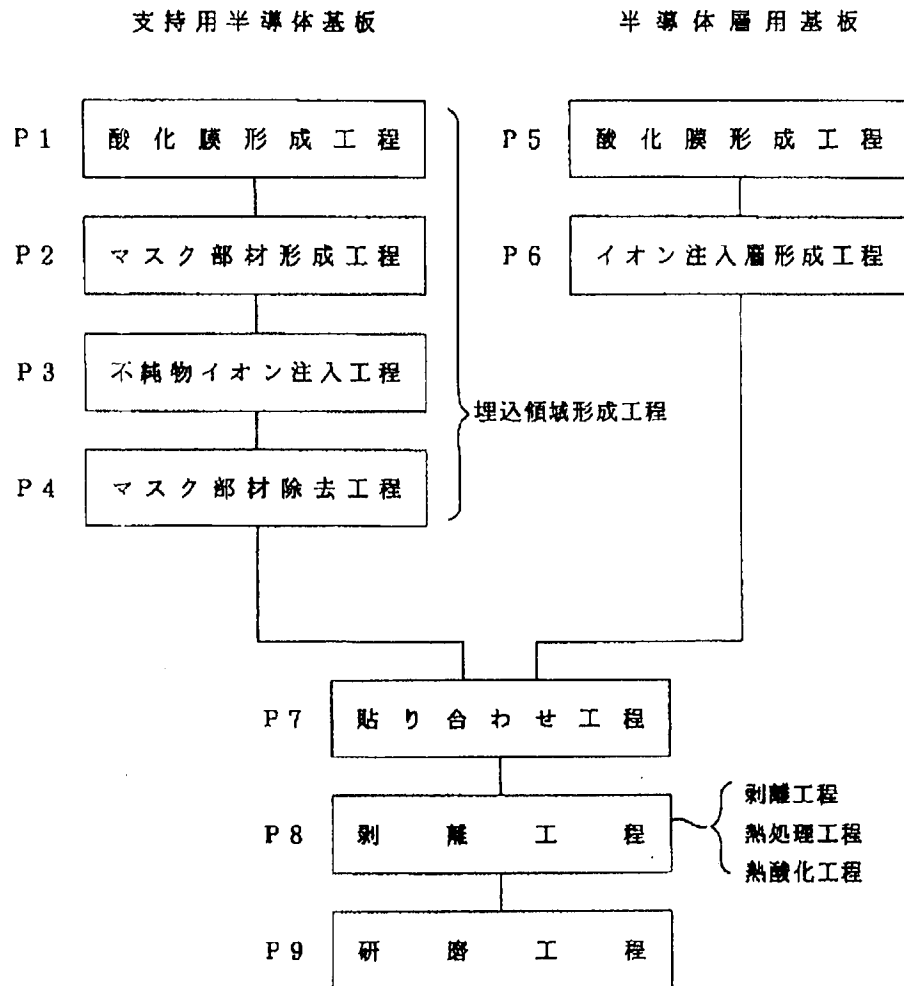 支持用半導体基板
半導体層用基板
P1 酸化膜形成工程
P5 酸化膜形成工程
P2 マスク部材形成工程
P6 イオン注入層形成工程
P3 不純物イオン注入工程
埋込領域形成工程
P4 マスク部材除去工程
P7 貼り合わせ工程
剥離工程
P8 剥離工程
熱処理工程
熱酸化工程
P9 研磨工程